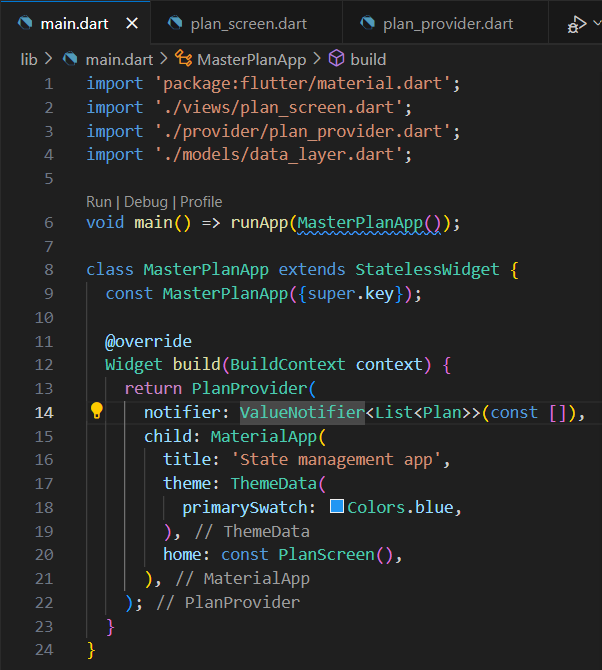 main.dart plan_screen.dart plan_provider.dart
lib > main.dart > MasterPlanApp > build
1 import 'package:flutter/material.dart';
2 import './views/plan_screen.dart';
3 import './provider/plan_provider.dart';
4 import './models/data_layer.dart';
5
Run | Debug | Profile
6 void main() => runApp(MasterPlanApp());
7
8 class MasterPlanApp extends StatelessWidget {
9 const MasterPlanApp({super.key});
10
11 @override
12 Widget build(BuildContext context) {
13 return PlanProvider(
14 notifier: ValueNotifier<List<Plan>>(const []),
15 child: MaterialApp(
16 title: 'State management app',
17 theme: ThemeData(
18 primarySwatch: Colors.blue,
19 ), // ThemeData
20 home: const PlanScreen(),
21 ), // MaterialApp
22 ); // PlanProvider
23 }
24 }